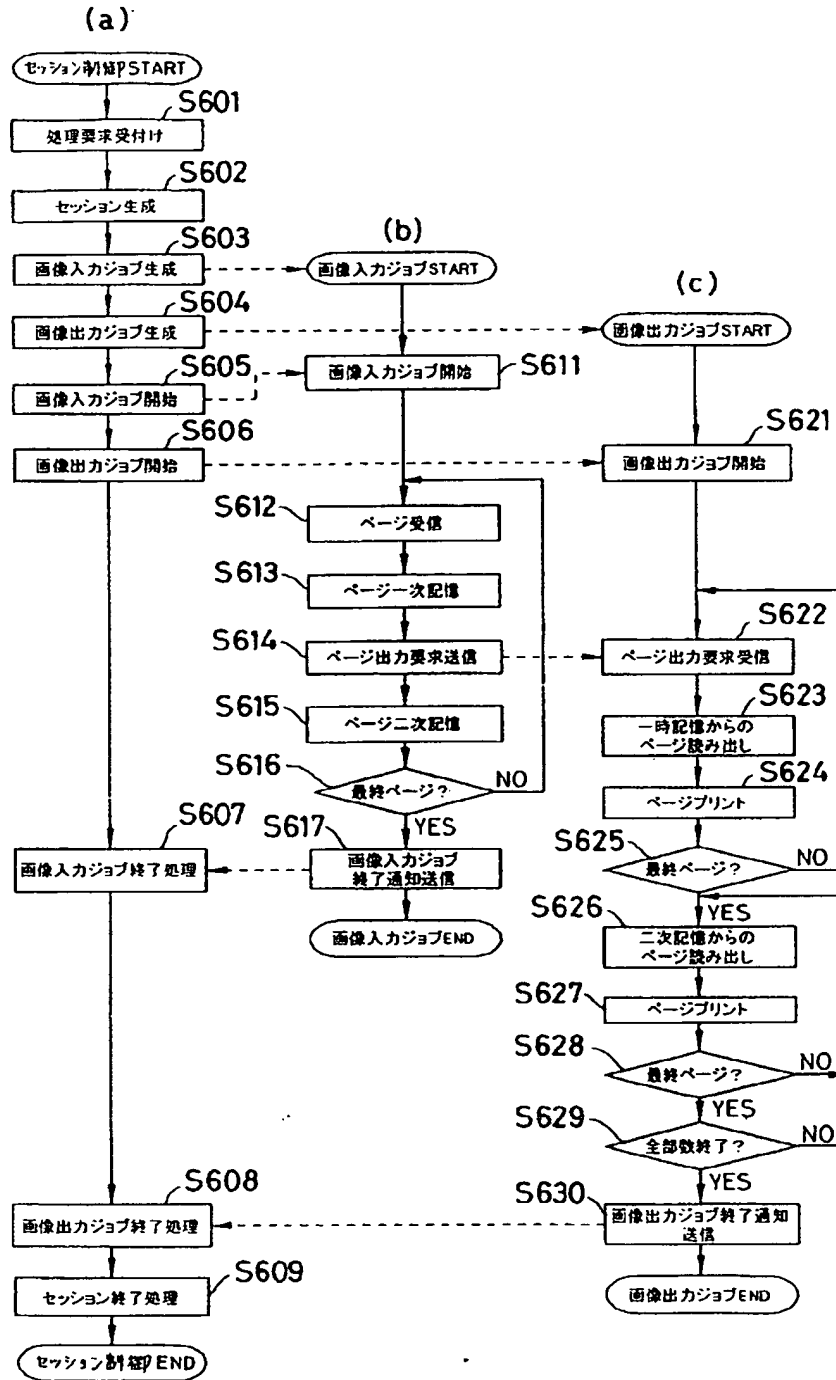 (a)
セッション制御START
S601
処理要求受付け
S602
セッション生成
S603
画像入力ジョブ生成
S604
画像出力ジョブ生成
S605
画像入力ジョブ開始
S606
画像出力ジョブ開始
S607
画像入力ジョブ終了処理
S608
画像出力ジョブ終了処理
S609
セッション終了処理
セッション制御END
(b)
画像入力ジョブSTART
画像入力ジョブ開始
S611
S612
ページ受信
S613
ページ一次記憶
S614
ページ出力要求送信
S615
ページ二次記憶
S616
最終ページ?
NO
YES
S617
画像入力ジョブ
終了通知送信
画像入力ジョブEND
(c)
画像出力ジョブSTART
S621
画像出力ジョブ開始
S622
ページ出力要求受信
S623
一時記憶からの
ページ読み出し
S624
ページプリント
S625
最終ページ?
NO
YES
S626
二次記憶からの
ページ読み出し
S627
ページプリント
S628
最終ページ?
NO
YES
S629
全部数終了?
NO
YES
S630
画像出力ジョブ終了通知
送信
画像出力ジョブEND